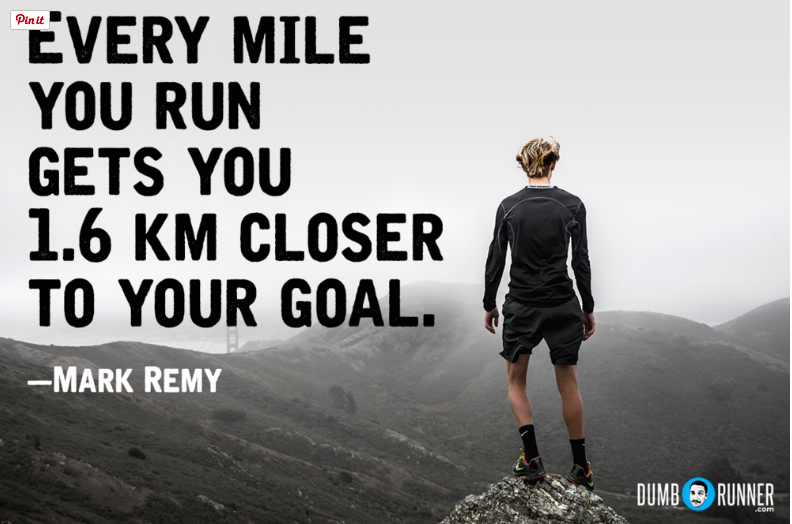 Pin it
EVERY MILE
YOU RUN
GETS YOU
1.6 KM CLOSER
TO YOUR GOAL.
—MARK REMY
DUMB RUNNER
.com